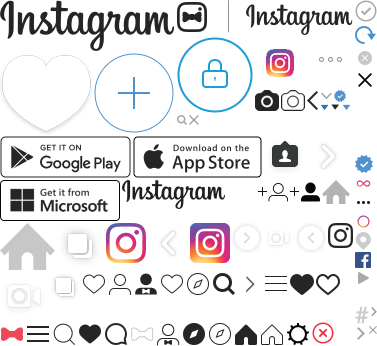 Instagram
Instagram
GET IT ON
Google Play
Download on the
App Store
Get it from
Microsoft
Instagram